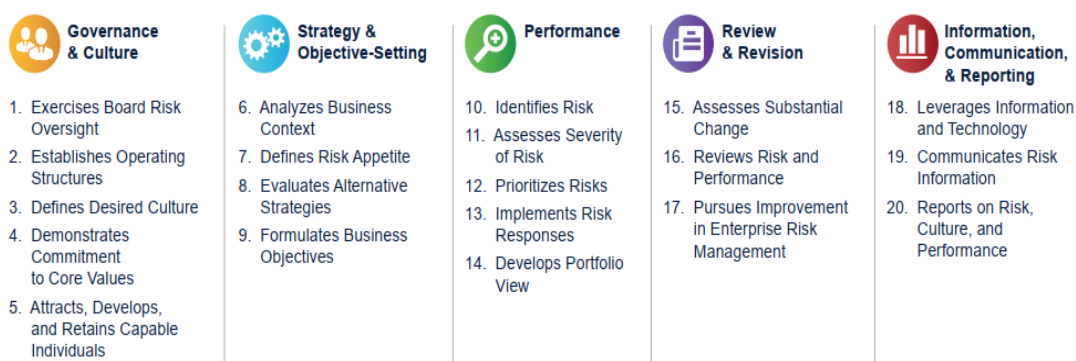 Governance
& Culture
1. Exercises Board Risk
Oversight
2. Establishes Operating
Structures
3. Defines Desired Culture
4. Demonstrates
Commitment
to Core Values
5. Attracts, Develops,
and Retains Capable
Individuals
Strategy &
Objective-Setting
6. Analyzes Business
Context
7. Defines Risk Appetite
8. Evaluates Alternative
Strategies
9. Formulates Business
Objectives
Performance
10. Identifies Risk
11. Assesses Severity
of Risk
12. Prioritizes Risks
13. Implements Risk
Responses
14. Develops Portfolio
View
Review
& Revision
15. Assesses Substantial
Change
16. Reviews Risk and
Performance
17. Pursues Improvement
in Enterprise Risk
Management
Information,
Communication,
& Reporting
18. Leverages Information
and Technology
19. Communicates Risk
Information
20. Reports on Risk,
Culture, and
Performance